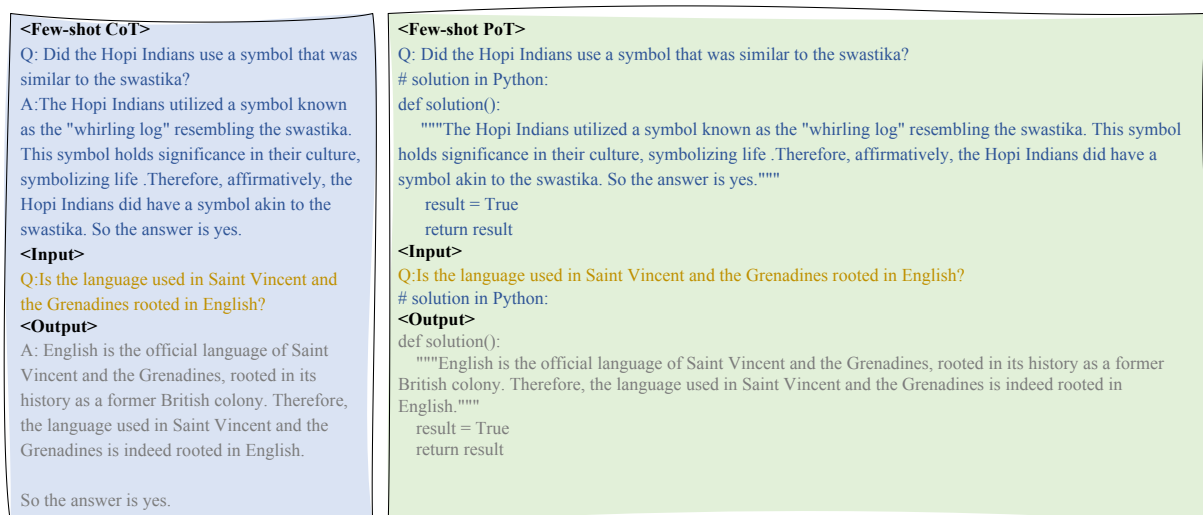 <Few-shot CoT>
Q: Did the Hopi Indians use a symbol that was
similar to the swastika?
A:The Hopi Indians utilized a symbol known
as the "whirling log" resembling the swastika.
This symbol holds significance in their culture,
symbolizing life .Therefore, affirmatively, the
Hopi Indians did have a symbol akin to the
swastika. So the answer is yes.
<Input>
Q:Is the language used in Saint Vincent and
the Grenadines rooted in English?
<Output>
A: English is the official language of Saint
Vincent and the Grenadines, rooted in its
history as a former British colony. Therefore,
the language used in Saint Vincent and the
Grenadines is indeed rooted in English.
So the answer is yes.
<Few-shot PoT>
Q: Did the Hopi Indians use a symbol that was similar to the swastika?
# solution in Python:
def solution():
"""The Hopi Indians utilized a symbol known as the "whirling log" resembling the swastika. This symbol
holds significance in their culture, symbolizing life .Therefore, affirmatively, the Hopi Indians did have a
symbol akin to the swastika. So the answer is yes."""
result = True
return result
<Input>
Q:Is the language used in Saint Vincent and the Grenadines rooted in English?
# solution in Python:
<Output>
def solution():
"""English is the official language of Saint Vincent and the Grenadines, rooted in its history as a former
British colony. Therefore, the language used in Saint Vincent and the Grenadines is indeed rooted in
English."""
result = True
return result